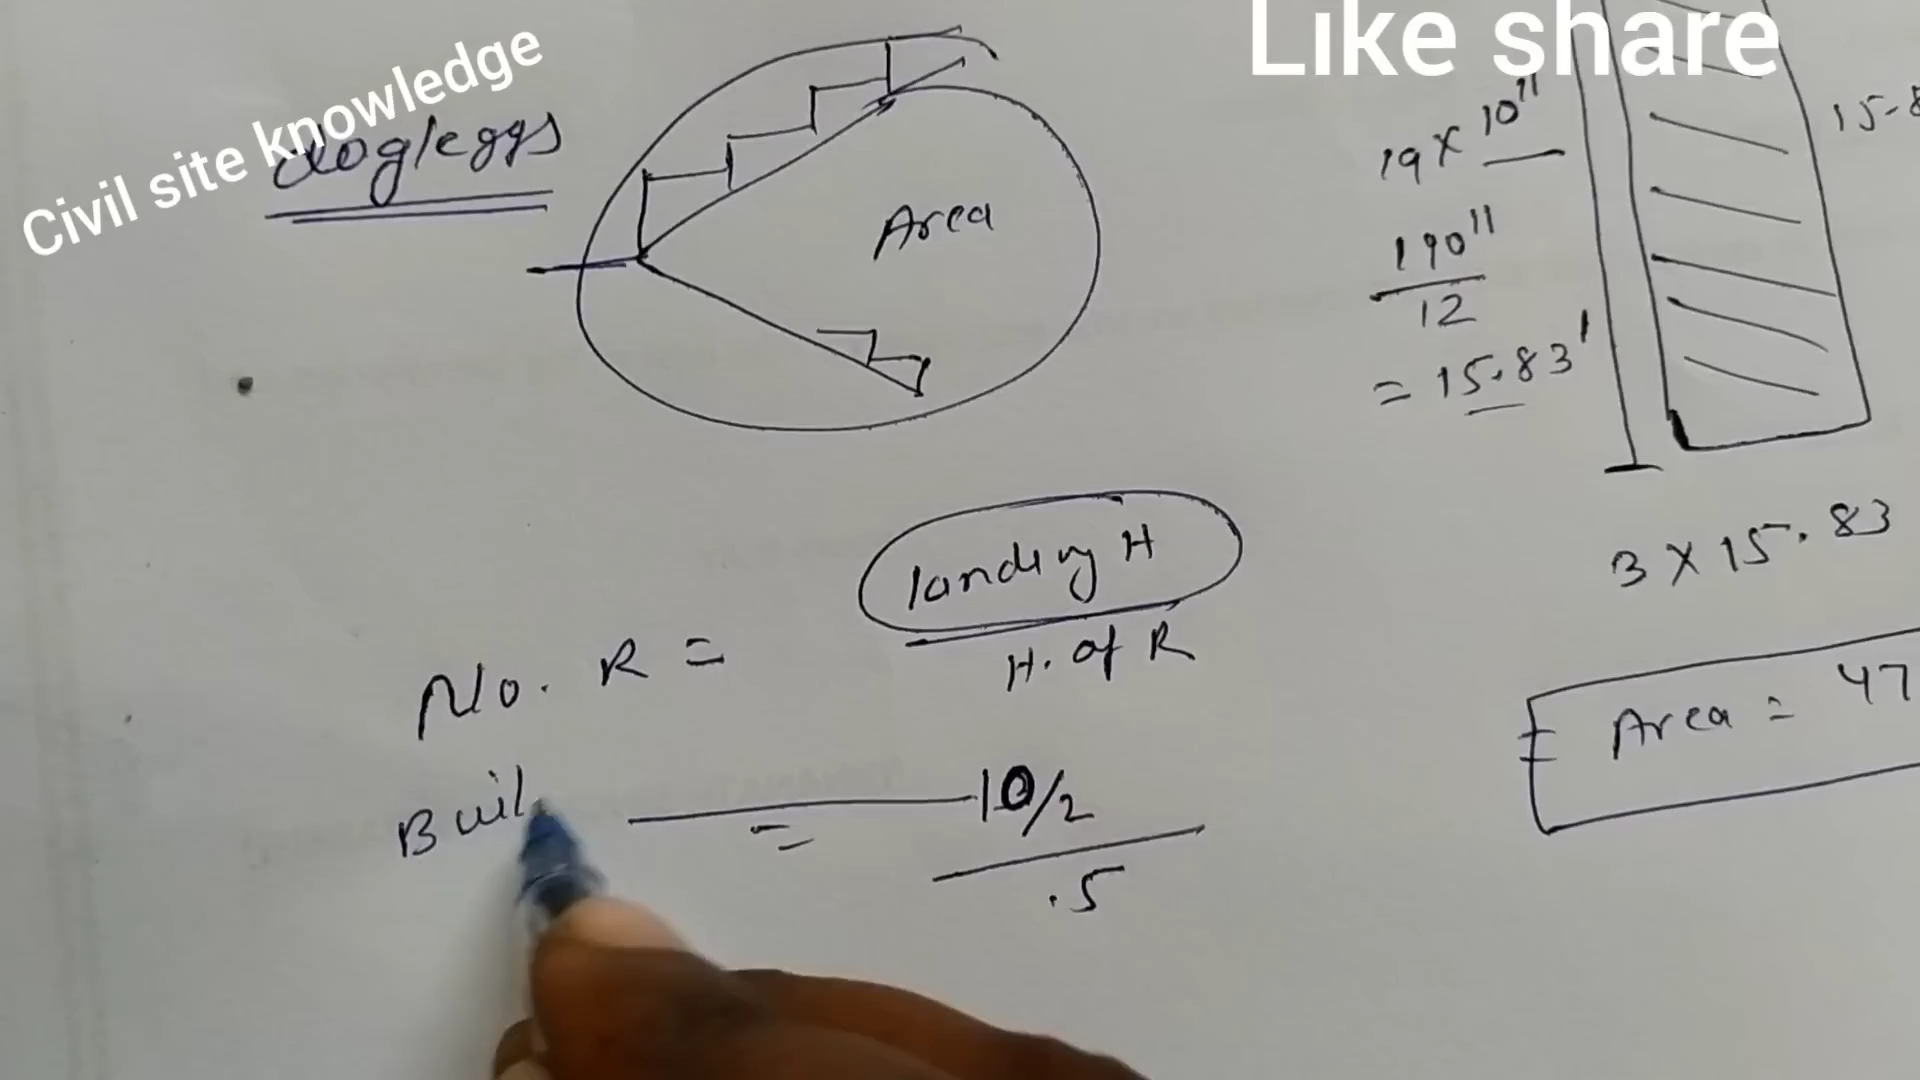 Civil site knowledge
Like share
dogleggs
Area
19 x 10"
190"
12
= 15.83'
15.8
3 x 15.83
Area = 47
No. R =
landing H
H. of R
Buil
= 10/2
.5